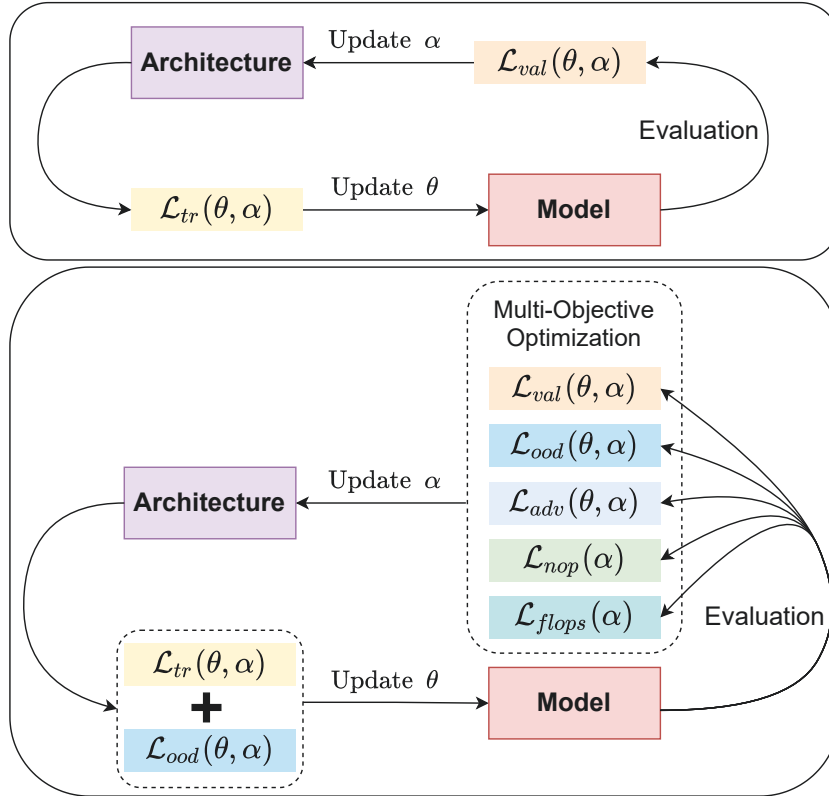 Update α
Architecture
ℒ_val(θ, α)
Evaluation
ℒ_tr(θ, α)
Update θ
Model
Multi-Objective
Optimization
ℒ_val(θ, α)
ℒ_ood(θ, α)
Update α
Architecture
ℒ_adv(θ, α)
ℒ_nop(α)
ℒ_flops(α)
Evaluation
ℒ_tr(θ, α)
+
ℒ_ood(θ, α)
Update θ
Model